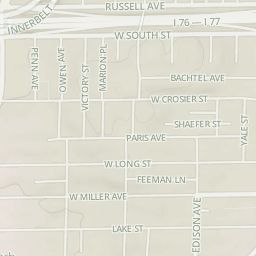 RUSSELL AVE
INNERBELT
I 76 — I 77
W SOUTH ST
PENN AVE
OWEN AVE
VICTORY ST
MARION PL
BACHTEL AVE
W CROSIER ST
SHAEFER ST
YALE ST
PARIS AVE
W LONG ST
FEEMAN LN
W MILLER AVE
EDISON AVE
LAKE ST